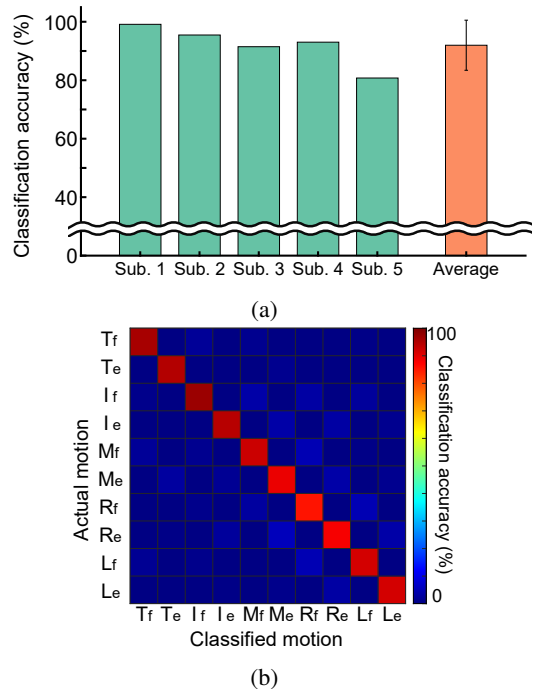 Classification accuracy (%)
100
80
60
40
0
Sub. 1 Sub. 2 Sub. 3 Sub. 4 Sub. 5 Average
(a)
Actual motion
Tf
Te
If
Ie
Mf
Me
Rf
Re
Lf
Le
Tf Te If Ie Mf Me Rf Re Lf Le
Classified motion
100
0
Classification accuracy (%)
(b)